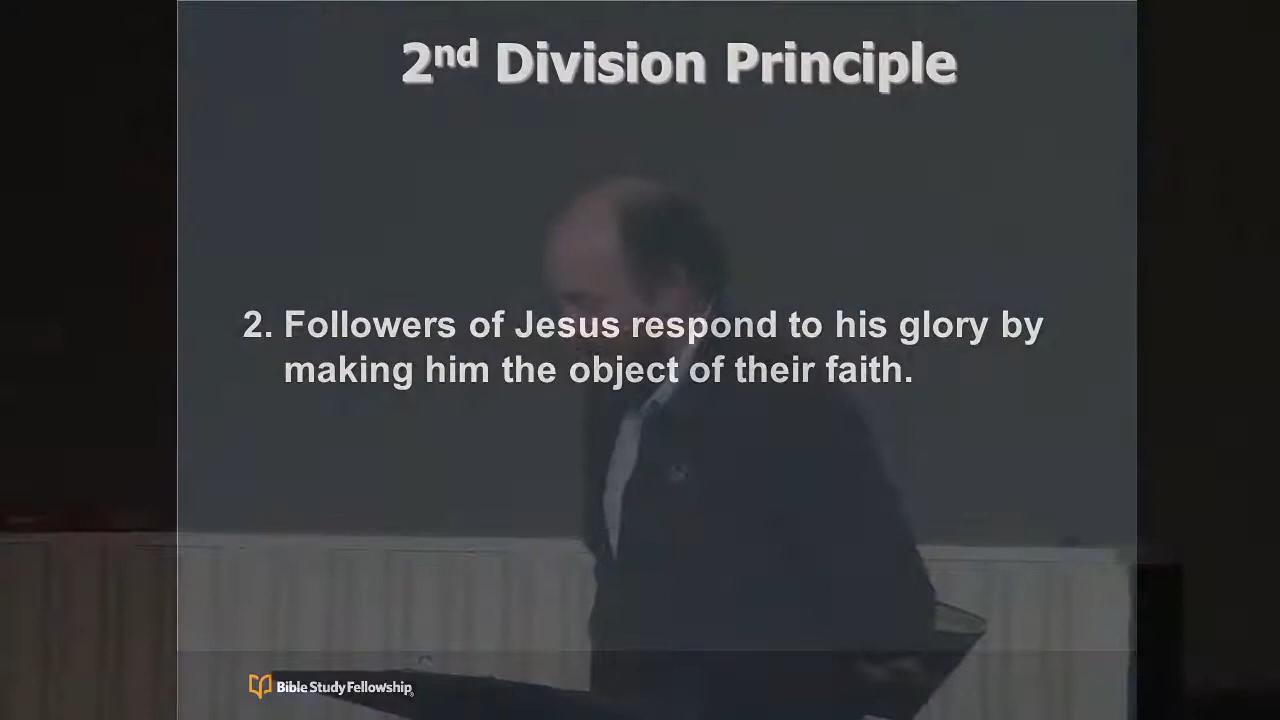 2nd Division Principle
2. Followers of Jesus respond to his glory by
making him the object of their faith.
Bible Study Fellowship